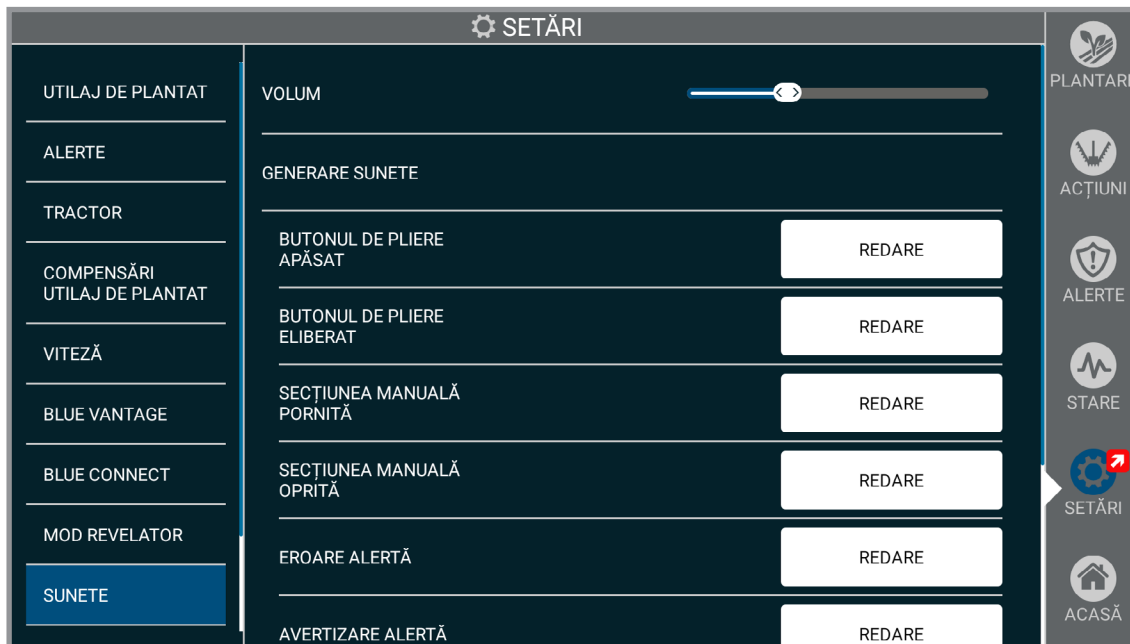 SETĂRI
UTILAJ DE PLANTAT
ALERTE
TRACTOR
COMPENSĂRI
UTILAJ DE PLANTAT
VITEZĂ
BLUE VANTAGE
BLUE CONNECT
MOD REVELATOR
SUNETE
VOLUM
GENERARE SUNETE
BUTONUL DE PLIERE
APĂSAT
REDARE
BUTONUL DE PLIERE
ELIBERAT
REDARE
SECȚIUNEA MANUALĂ
PORNITĂ
REDARE
SECȚIUNEA MANUALĂ
OPRITĂ
REDARE
EROARE ALERTĂ
REDARE
AVERTIZARE ALERTĂ
REDARE
PLANTARE
ACȚIUNI
ALERTE
STARE
SETĂRI
ACASĂ